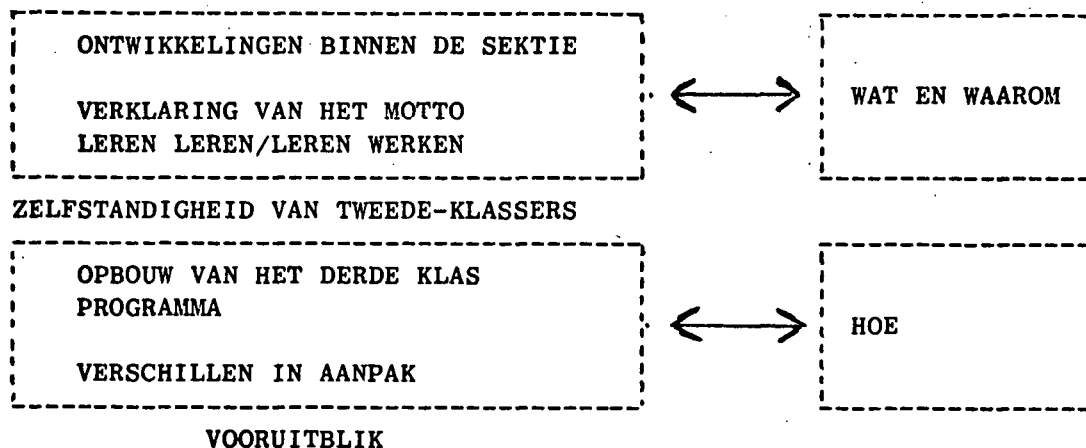 ONTWIKKELINGEN BINNEN DE SEKTIE
VERKLARING VAN HET MOTTO
LEREN LEREN/LEREN WERKEN
WAT EN WAAROM
ZELFSTANDIGHEID VAN TWEEDE-KLASSERS
OPBOUW VAN HET DERDE KLAS
PROGRAMMA
VERSCHILLEN IN AANPAK
HOE
VOORUITBLIK